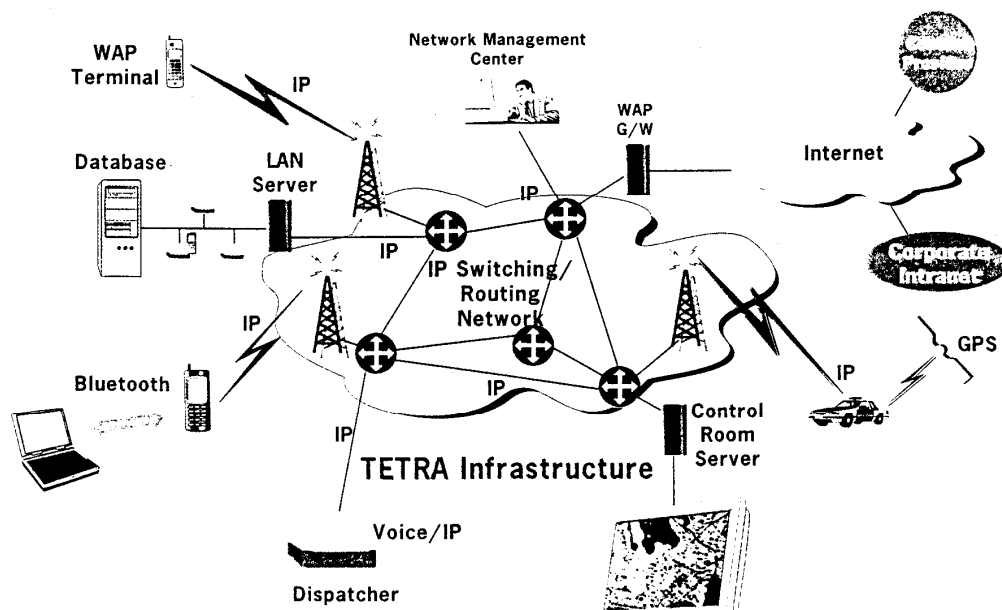 Network Management
Center
WAP
Terminal
IP
WAP
G/W
Internet
Database
LAN
Server
IP
IP
IP
Switching/
Routing
Network
Corporate
Intranet
IP
GPS
IP
Bluetooth
IP
IP
Control
Room
Server
TETRA Infrastructure
Voice/IP
Dispatcher